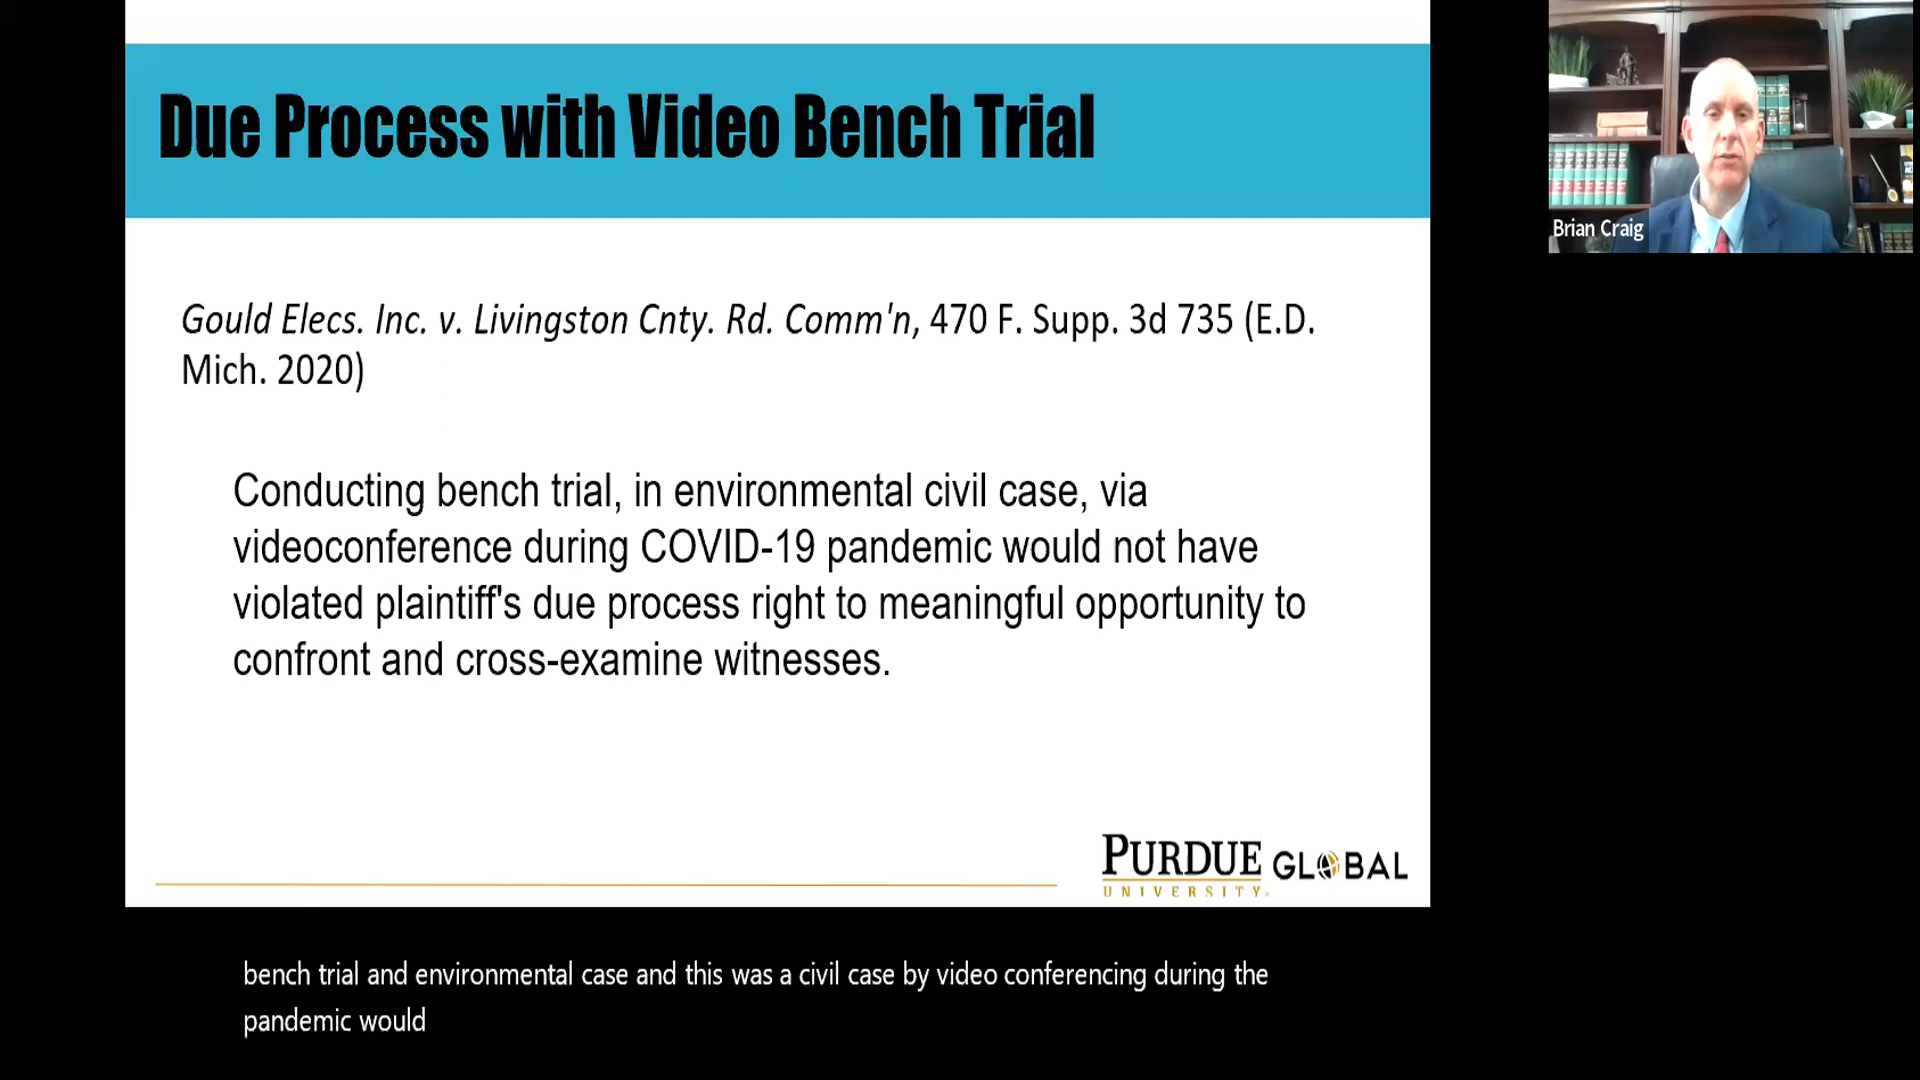 Due Process with Video Bench Trial
Brian Craig
Gould Elecs. Inc. v. Livingston Cnty. Rd. Comm'n, 470 F. Supp. 3d 735 (E.D.
Mich. 2020)
Conducting bench trial, in environmental civil case, via
videoconference during COVID-19 pandemic would not have
violated plaintiff's due process right to meaningful opportunity to
confront and cross-examine witnesses.
PURDUE GLOBAL
UNIVERSITY
bench trial and environmental case and this was a civil case by video conferencing during the
pandemic would